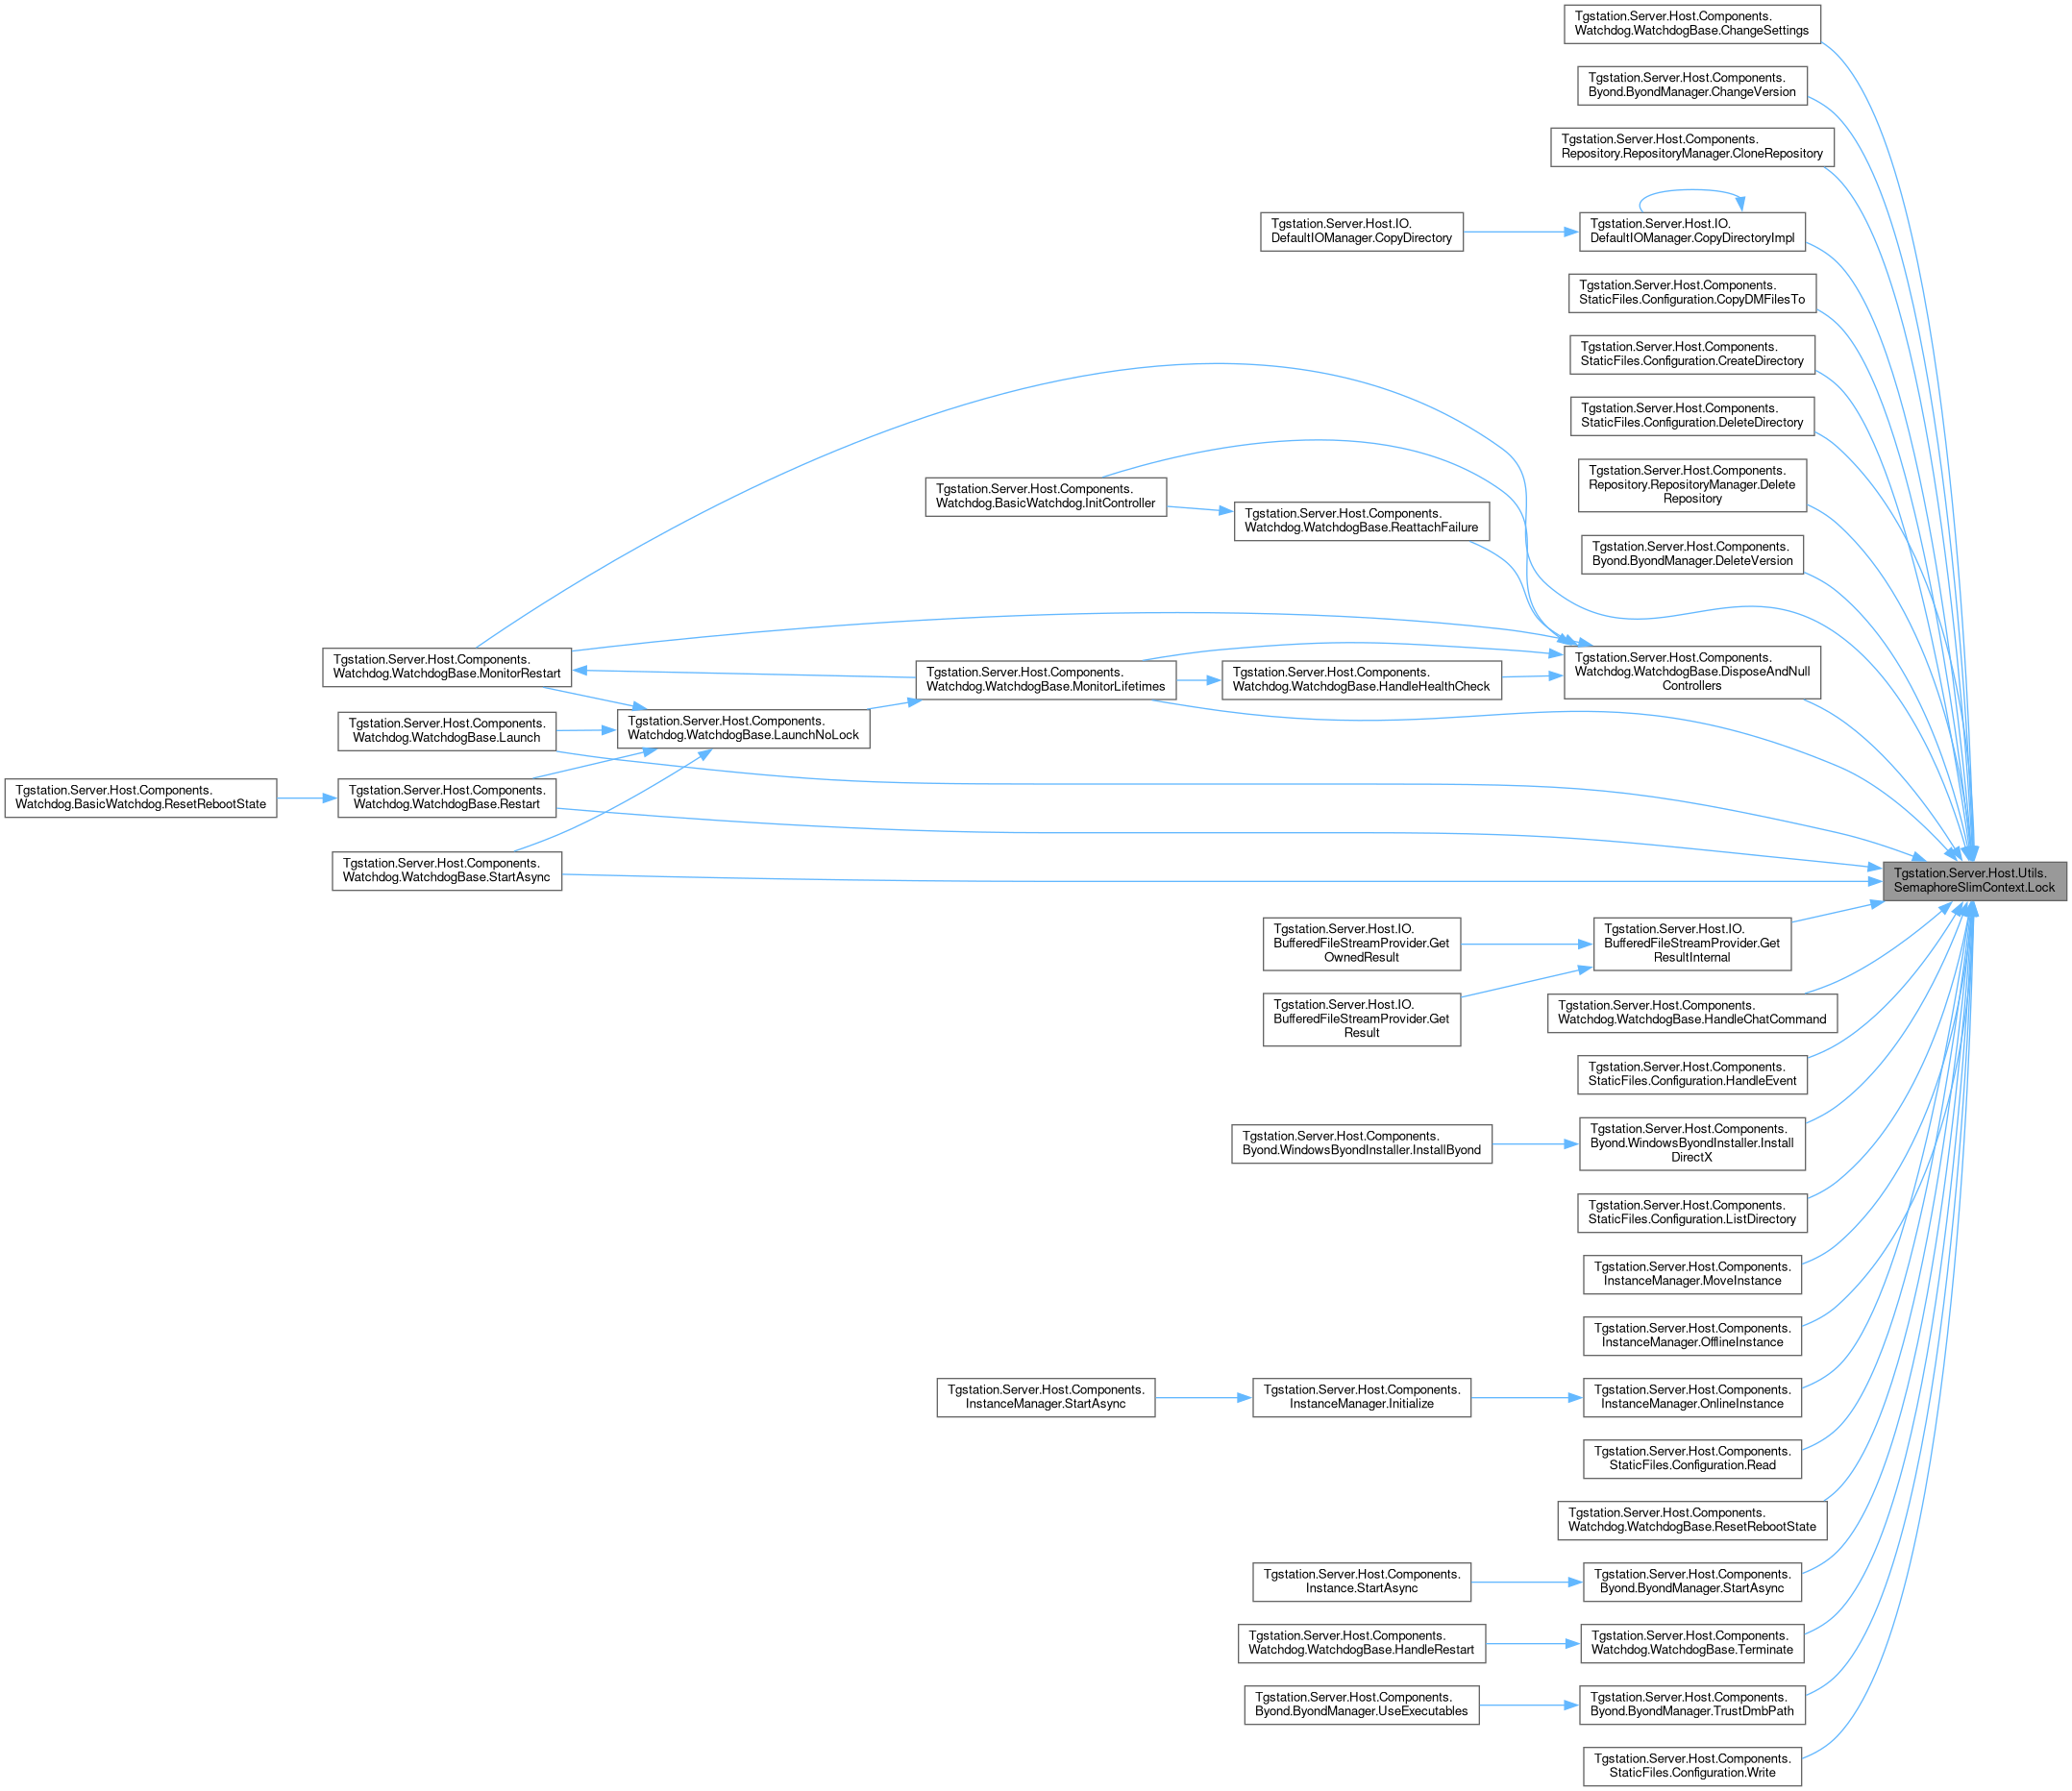 Tgstation.Server.Host.Components.
Watchdog.WatchdogBase.ChangeSettings
Tgstation.Server.Host.Components.
Byond.ByondManager.ChangeVersion
Tgstation.Server.Host.Components.
Repository.RepositoryManager.CloneRepository
Tgstation.Server.Host.IO.
DefaultIOManager.CopyDirectory
Tgstation.Server.Host.IO.
DefaultIOManager.CopyDirectoryImpl
Tgstation.Server.Host.Components.
StaticFiles.Configuration.CopyDMFilesTo
Tgstation.Server.Host.Components.
StaticFiles.Configuration.CreateDirectory
Tgstation.Server.Host.Components.
StaticFiles.Configuration.DeleteDirectory
Tgstation.Server.Host.Components.
Repository.RepositoryManager.Delete
Repository
Tgstation.Server.Host.Components.
Watchdog.BasicWatchdog.InitController
Tgstation.Server.Host.Components.
Watchdog.WatchdogBase.ReattachFailure
Tgstation.Server.Host.Components.
Byond.ByondManager.DeleteVersion
Tgstation.Server.Host.Components.
Watchdog.WatchdogBase.MonitorRestart
Tgstation.Server.Host.Components.
Watchdog.WatchdogBase.MonitorLifetimes
Tgstation.Server.Host.Components.
Watchdog.WatchdogBase.HandleHealthCheck
Tgstation.Server.Host.Components.
Watchdog.WatchdogBase.DisposeAndNull
Controllers
Tgstation.Server.Host.Components.
Watchdog.WatchdogBase.Launch
Tgstation.Server.Host.Components.
Watchdog.WatchdogBase.LaunchNoLock
Tgstation.Server.Host.Components.
Watchdog.BasicWatchdog.ResetRebootState
Tgstation.Server.Host.Components.
Watchdog.WatchdogBase.Restart
Tgstation.Server.Host.Components.
Watchdog.WatchdogBase.StartAsync
Tgstation.Server.Host.Utils.
SemaphoreSlimContext.Lock
Tgstation.Server.Host.IO.
BufferedFileStreamProvider.Get
OwnedResult
Tgstation.Server.Host.IO.
BufferedFileStreamProvider.Get
ResultInternal
Tgstation.Server.Host.IO.
BufferedFileStreamProvider.Get
Result
Tgstation.Server.Host.Components.
Watchdog.WatchdogBase.HandleChatCommand
Tgstation.Server.Host.Components.
StaticFiles.Configuration.HandleEvent
Tgstation.Server.Host.Components.
Byond.WindowsByondInstaller.InstallByond
Tgstation.Server.Host.Components.
Byond.WindowsByondInstaller.Install
DirectX
Tgstation.Server.Host.Components.
StaticFiles.Configuration.ListDirectory
Tgstation.Server.Host.Components.
InstanceManager.MoveInstance
Tgstation.Server.Host.Components.
InstanceManager.OfflineInstance
Tgstation.Server.Host.Components.
InstanceManager.StartAsync
Tgstation.Server.Host.Components.
InstanceManager.Initialize
Tgstation.Server.Host.Components.
InstanceManager.OnlineInstance
Tgstation.Server.Host.Components.
StaticFiles.Configuration.Read
Tgstation.Server.Host.Components.
Watchdog.WatchdogBase.ResetRebootState
Tgstation.Server.Host.Components.
Instance.StartAsync
Tgstation.Server.Host.Components.
Byond.ByondManager.StartAsync
Tgstation.Server.Host.Components.
Watchdog.WatchdogBase.HandleRestart
Tgstation.Server.Host.Components.
Watchdog.WatchdogBase.Terminate
Tgstation.Server.Host.Components.
Byond.ByondManager.UseExecutables
Tgstation.Server.Host.Components.
Byond.ByondManager.TrustDmbPath
Tgstation.Server.Host.Components.
StaticFiles.Configuration.Write